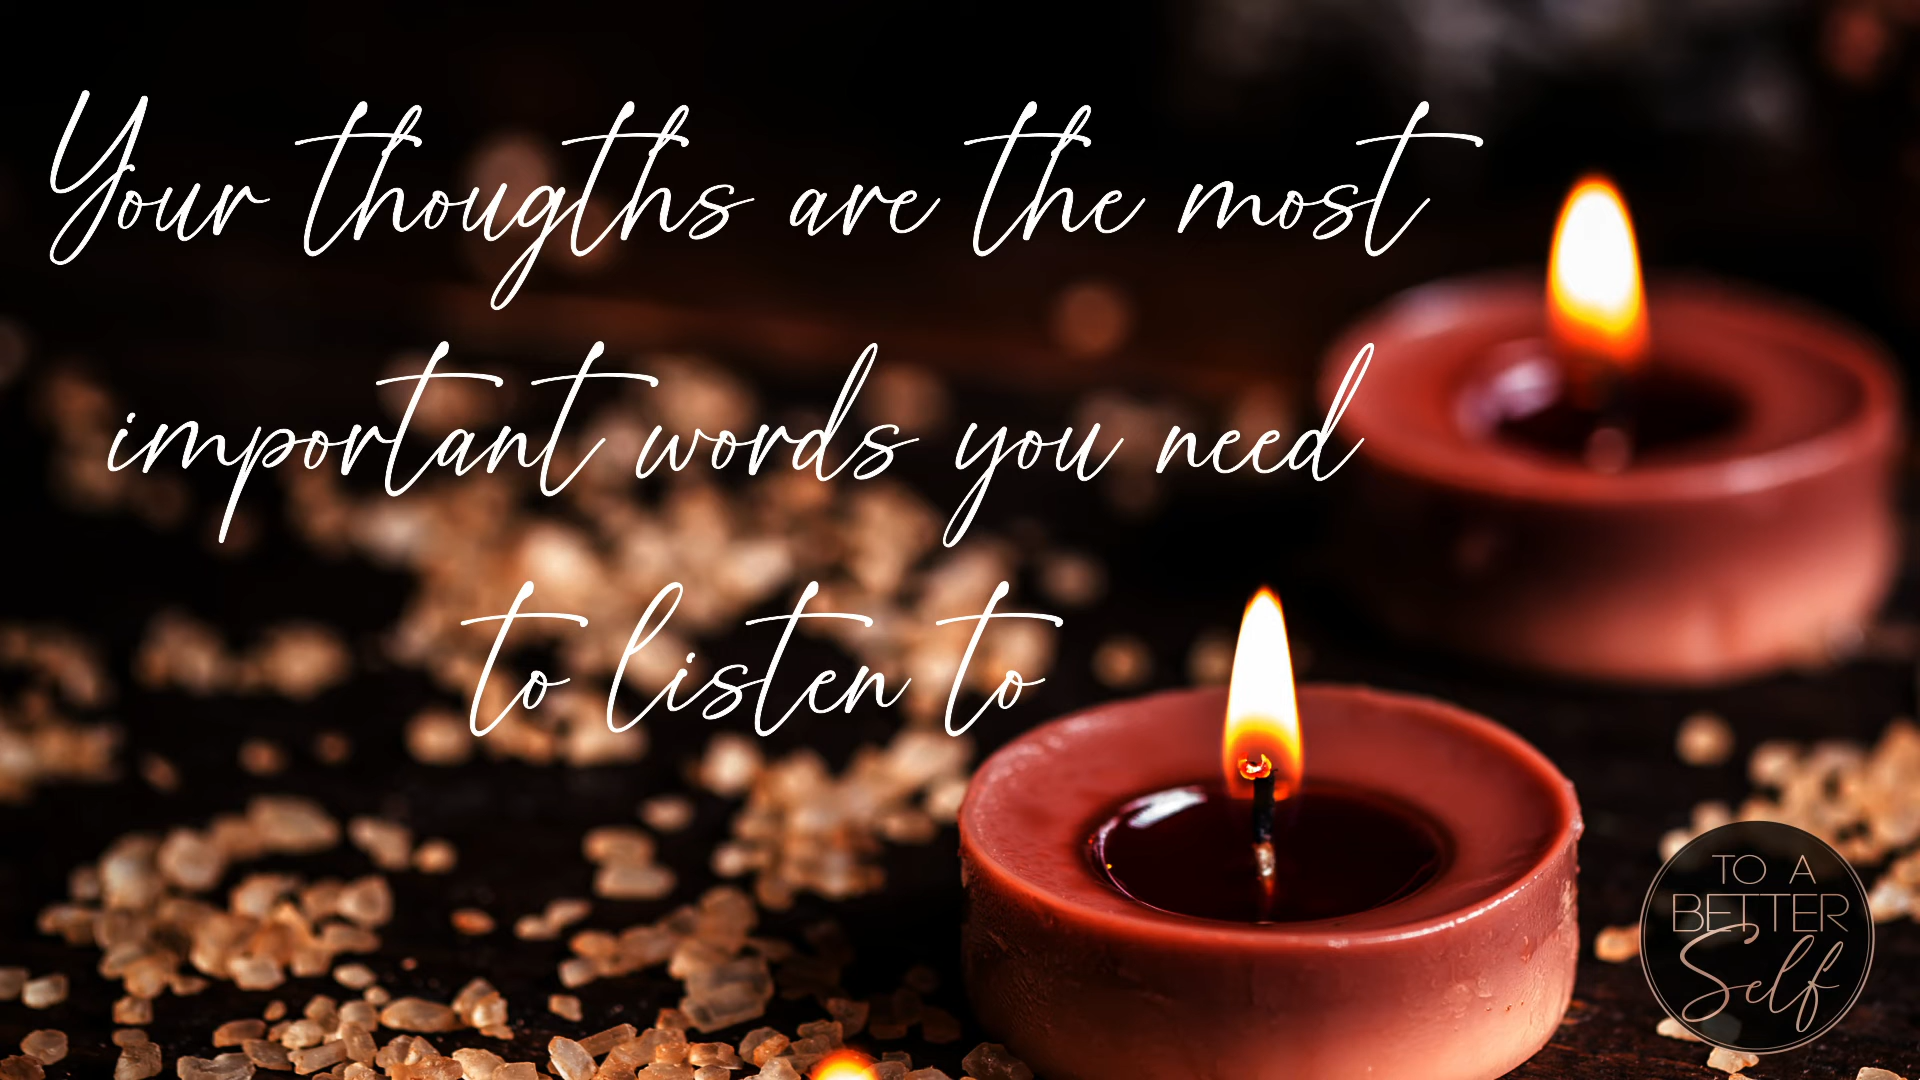 Your thougths are the most
important words you need
to listen to
TO A
BETTER
Self